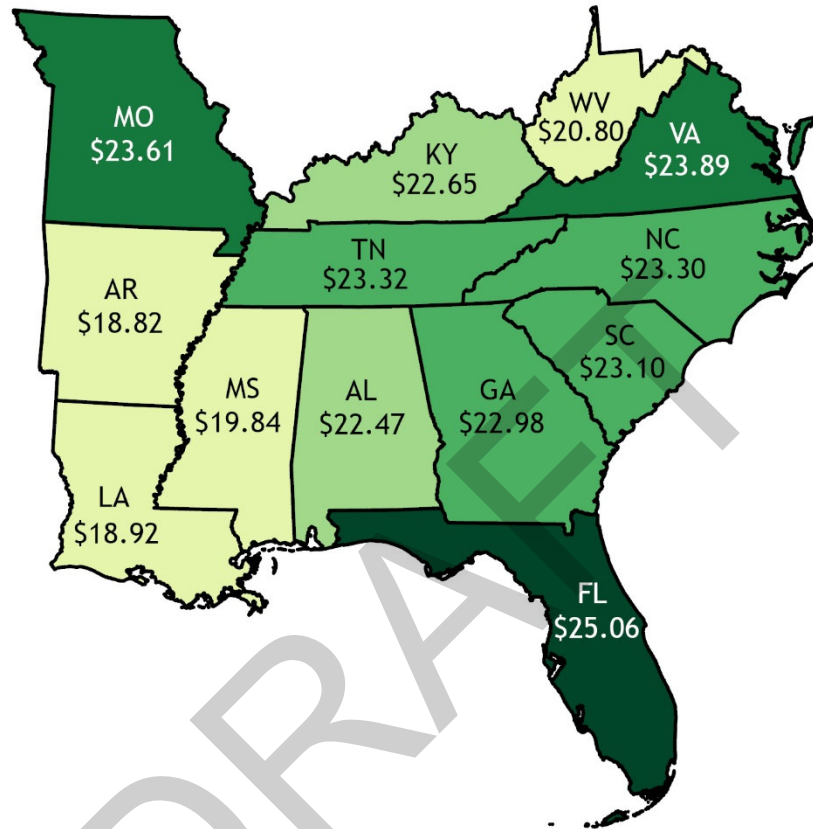 MO
$23.61
WV
$20.80
VA
$23.89
KY
$22.65
TN
$23.32
NC
$23.30
AR
$18.82
SC
$23.10
MS
$19.84
AL
$22.47
GA
$22.98
LA
$18.92
FL
$25.06
DRAFT